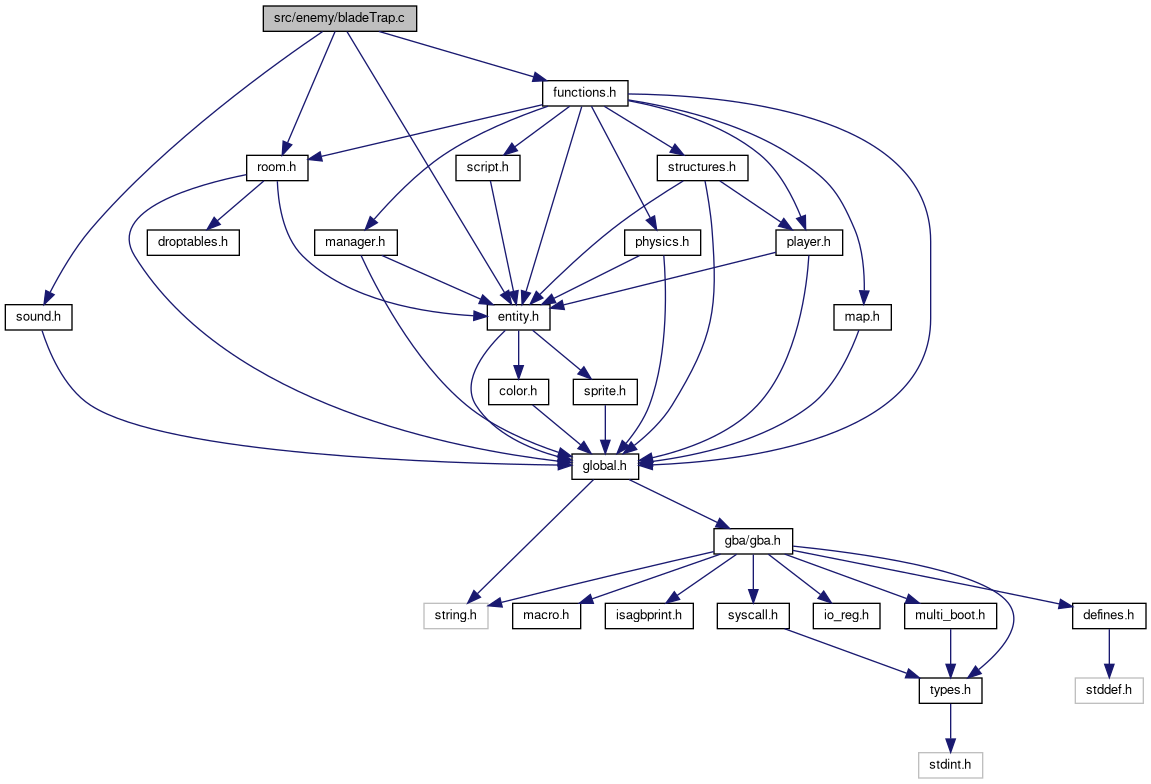 src/enemy/bladeTrap.c
functions.h
room.h
script.h
structures.h
droptables.h
manager.h
physics.h
player.h
sound.h
entity.h
map.h
color.h
sprite.h
global.h
gba/gba.h
string.h
macro.h
isagbprint.h
syscall.h
io_reg.h
multi_boot.h
defines.h
types.h
stddef.h
stdint.h